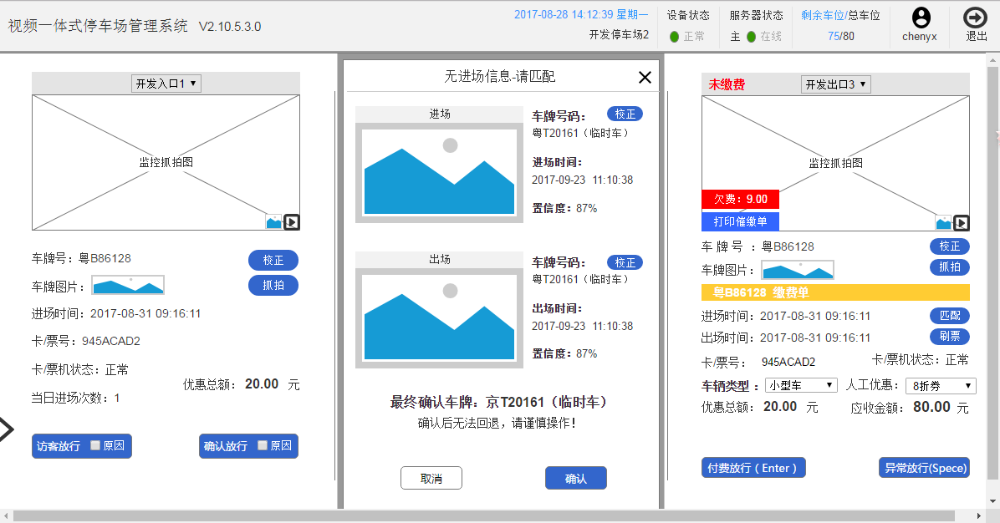 视频一体式停车场管理系统 V2.10.5.3.0
2017-08-28 14:12:39 星期一
开发停车场2
设备状态
正常
服务器状态
主 在线
剩余车位/总车位
75/80
chenyx
退出
开发入口1
监控抓拍图
车牌号: 粤B86128
校正
车牌图片:
抓拍
进场时间: 2017-08-31 09:16:11
卡/票号: 945ACAD2
卡/票机状态: 正常
优惠总额: 20.00 元
当日进场次数: 1
访客放行 原因
确认放行 原因
无进场信息-请匹配
进场
车牌号码:
校正
粤T20161（临时车）
进场时间:
2017-09-23 11:10:38
置信度: 87%
出场
车牌号码:
校正
粤T20161（临时车）
出场时间:
2017-09-23 11:10:38
置信度: 87%
最终确认车牌: 京T20161（临时车）
确认后无法回退，请谨慎操作！
取消
确认
未缴费
开发出口3
监控抓拍图
欠费: 9.00
打印催缴单
车 牌 号 : 粤B86128
校正
车牌图片:
抓拍
粤B86128 缴费单
进场时间: 2017-08-31 09:16:11
匹配
出场时间: 2017-08-31 09:16:11
刷票
卡/票号: 945ACAD2
卡/票机状态: 正常
车辆类型 : 小型车
人工优惠: 8折券
优惠总额: 20.00 元
应收金额: 80.00 元
付费放行 ( Enter )
异常放行(Spece)